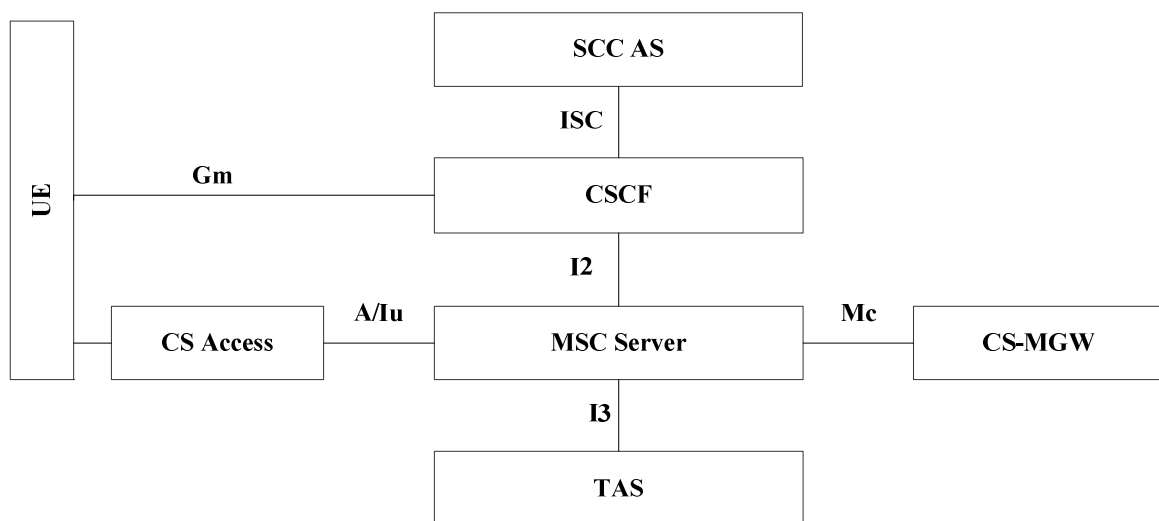 SCC AS
ISC
Gm
CSCF
UE
I2
CS Access
A/Iu
MSC Server
Mc
CS-MGW
I3
TAS